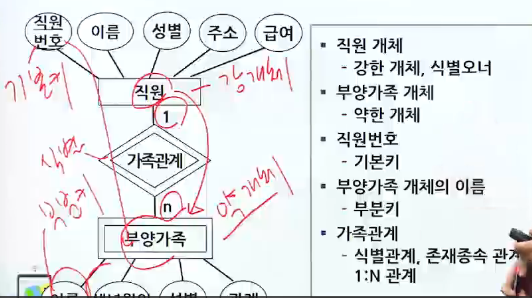 직원
번호
이름
성별
주소
급여
기본키
직원
강개체
1
가족관계
n
약개체
부양가족
이름
생년월일
성별
관계
▪ 직원 개체
- 강한 개체, 식별오너
▪ 부양가족 개체
- 약한 개체
▪ 직원번호
- 기본키
▪ 부양가족 개체의 이름
- 부분키
▪ 가족관계
- 식별관계, 존재종속 관계
1:N 관계